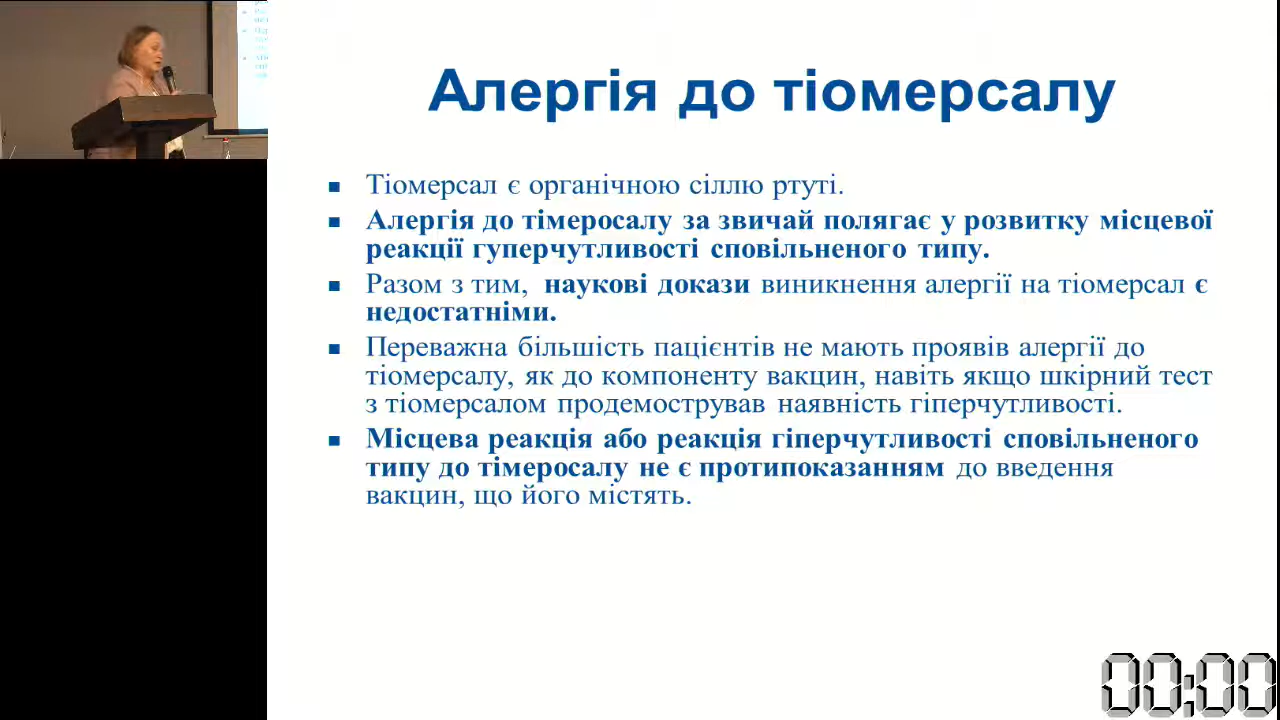 Алергія до тіомерсалу
Тіомерсал є органічною сіллю ртуті.
Алергія до тімеросалу за звичай полягає у розвитку місцевої
реакції гуперчутливості сповільненого типу.
Разом з тим, наукові докази виникнення алергії на тіомерсал є
недостатніми.
Переважна більшість пацієнтів не мають проявів алергії до
тіомерсалу, як до компоненту вакцин, навіть якщо шкірний тест
з тіомерсалом продемострував наявність гіперчутливості.
Місцева реакція або реакція гіперчутливості сповільненого
типу до тімеросалу не є протипоказанням до введення
вакцин, що його містять.
00:00